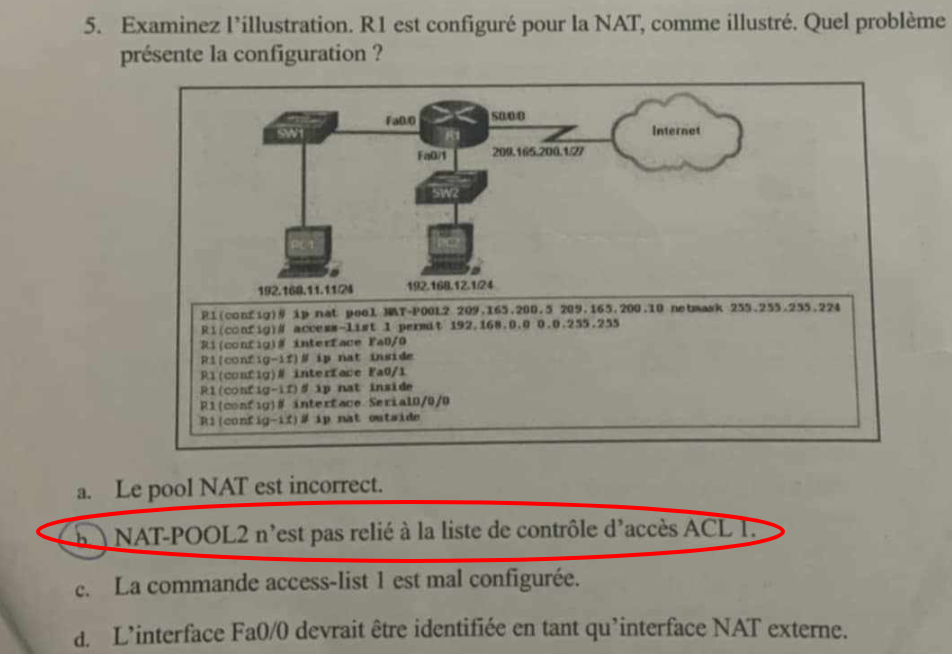 5. Examinez l'illustration. R1 est configuré pour la NAT, comme illustré. Quel problème
présente la configuration ?
Fa0/0
S0/0/0
SW1
R1
Internet
Fa0/1
209.165.200.1/27
SW2
PC1
PC2
192.168.11.11/24
192.168.12.1/24
R1(config)# ip nat pool NAT-POOL2 209.165.200.5 209.165.200.10 netmask 255.255.255.224
R1(config)# access-list 1 permit 192.168.0.0 0.0.255.255
R1(config)# interface Fa0/0
R1(config-if)# ip nat inside
R1(config)# interface Fa0/1
R1(config-if)# ip nat inside
R1(config)# interface Serial0/0/0
R1(config-if)# ip nat outside
a. Le pool NAT est incorrect.
b. NAT-POOL2 n'est pas relié à la liste de contrôle d'accès ACL 1.
c. La commande access-list 1 est mal configurée.
d. L'interface Fa0/0 devrait être identifiée en tant qu'interface NAT externe.